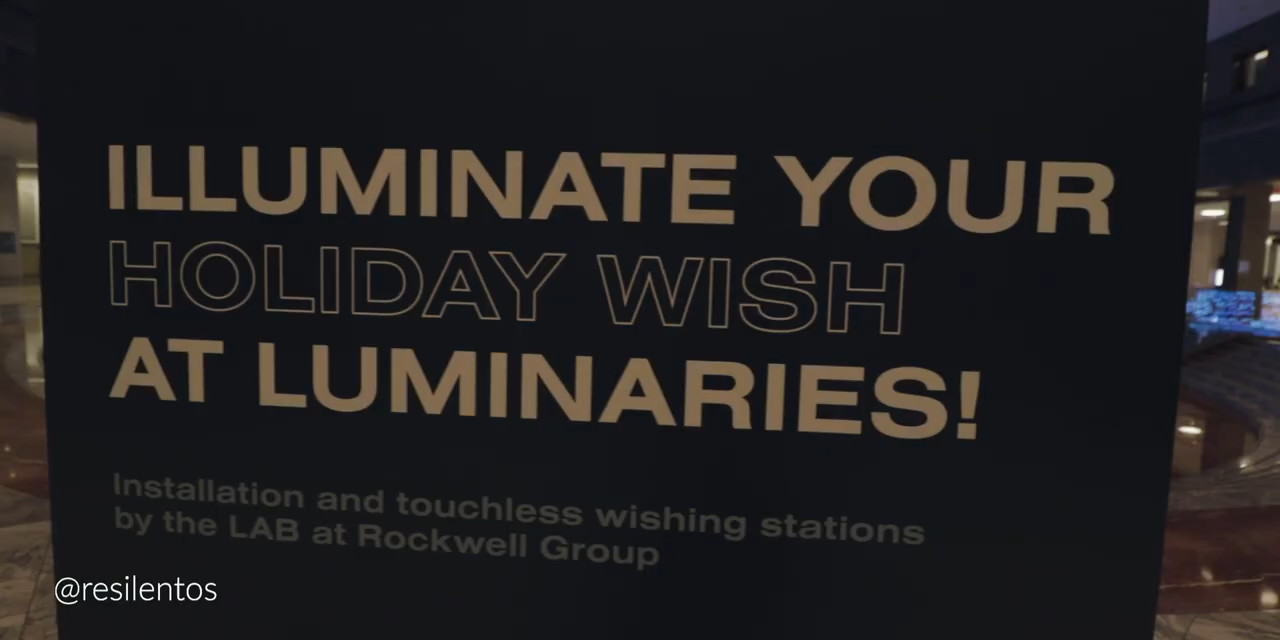 ILLUMINATE YOUR
HOLIDAY WISH
AT LUMINARIES!
Installation and touchless wishing stations
by the LAB at Rockwell Group
@resilentos